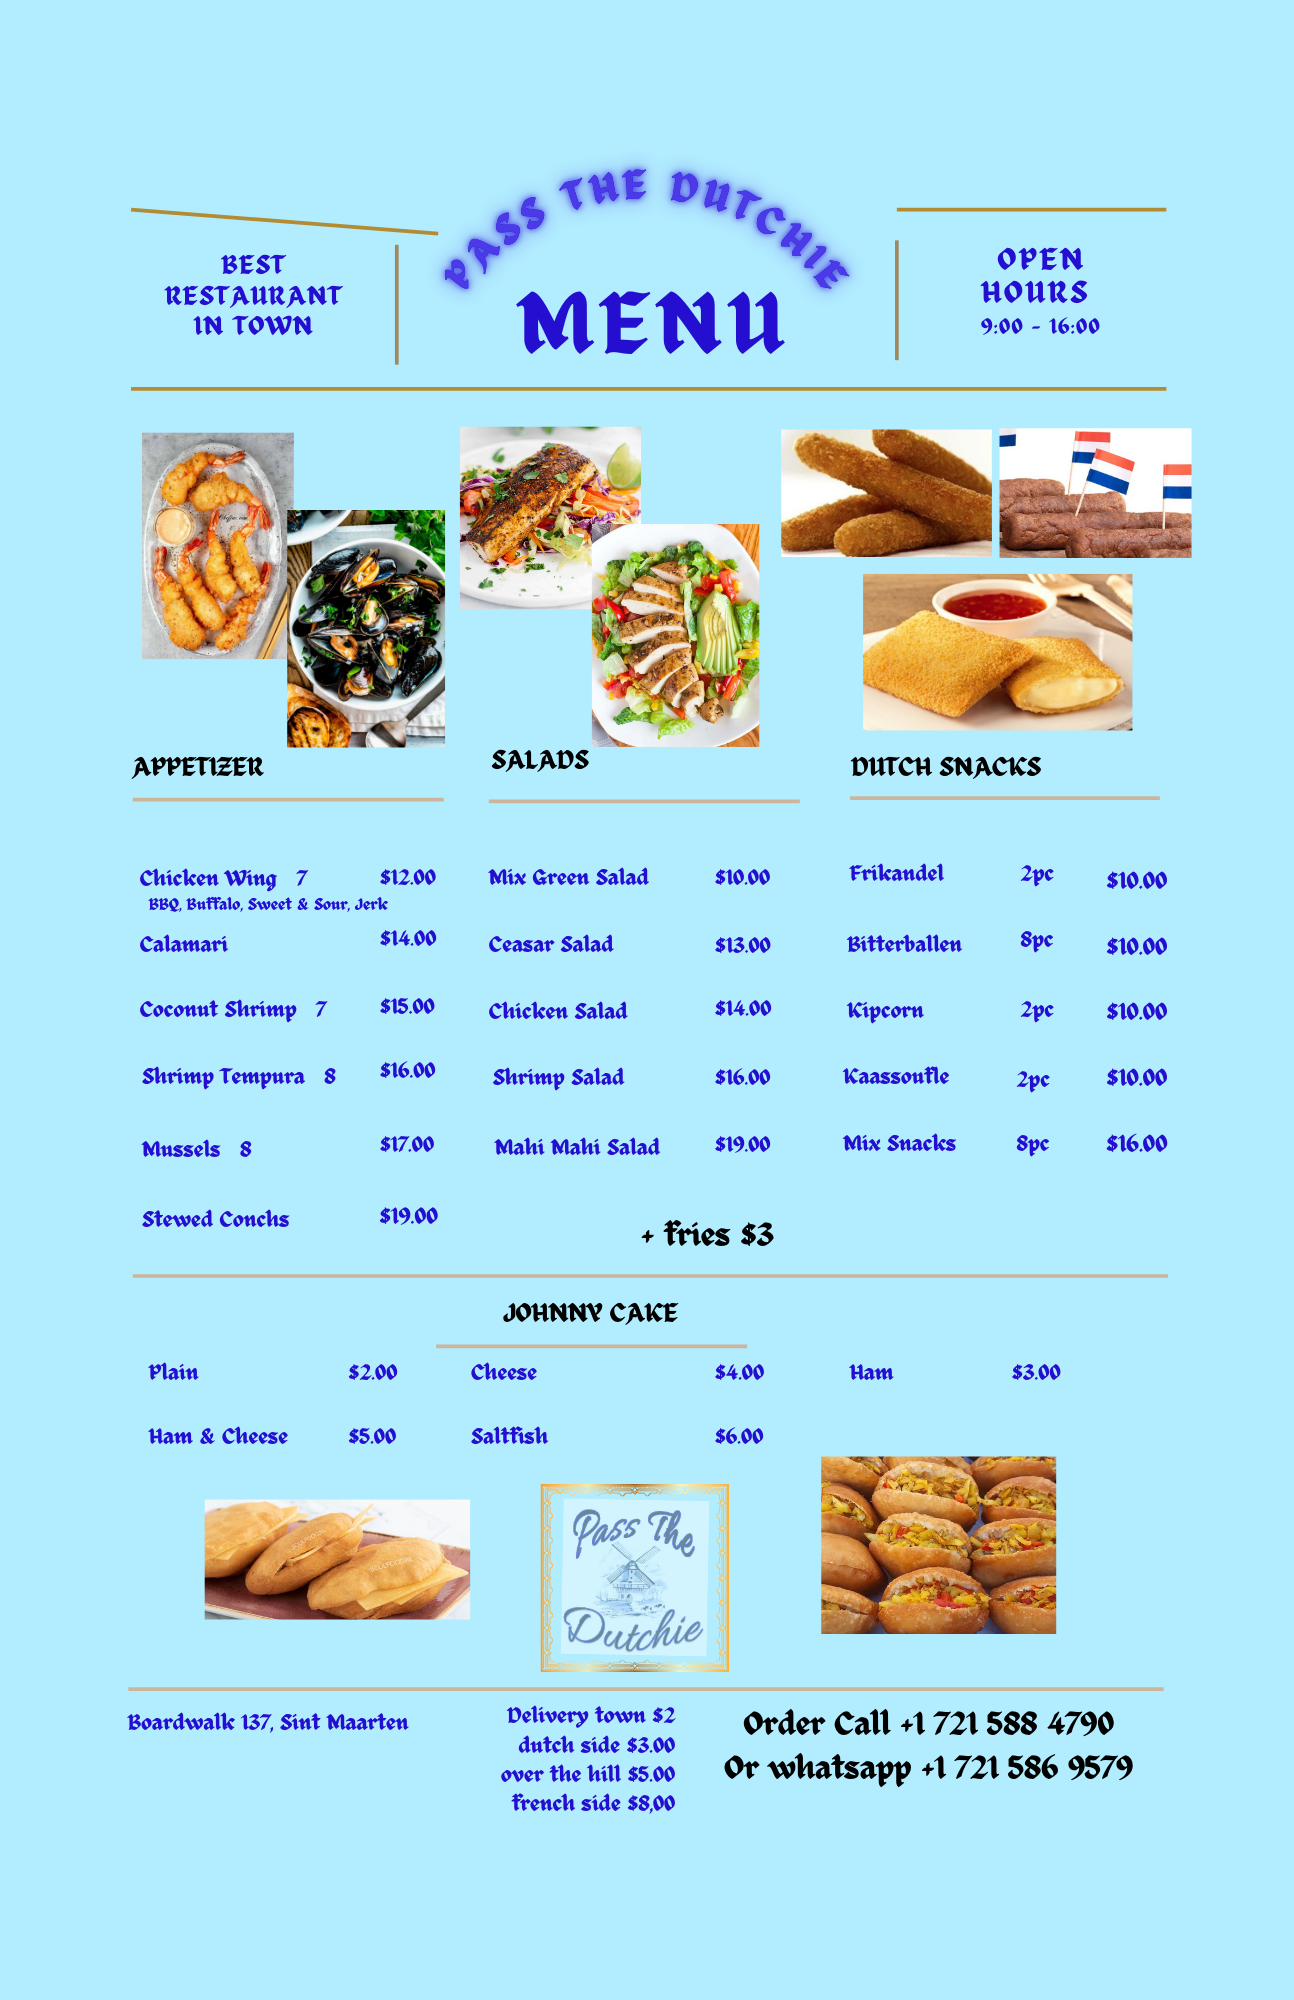 PASS THE DUTCHIE
MENU
BEST
RESTAURANT
IN TOWN
OPEN
HOURS
9:00 - 16:00
APPETIZER
Chicken Wing 7 $12.00
BBQ, Buffalo, Sweet & Sour, Jerk
Calamari $14.00
Coconut Shrimp 7 $15.00
Shrimp Tempura 8 $16.00
Mussels 8 $17.00
Stewed Conchs $19.00
SALADS
Mix Green Salad $10.00
Ceasar Salad $13.00
Chicken Salad $14.00
Shrimp Salad $16.00
Mahi Mahi Salad $19.00
DUTCH SNACKS
Frikandel 2pc $10.00
Bitterballen 8pc $10.00
Kipcorn 2pc $10.00
Kaassoufle 2pc $10.00
Mix Snacks 8pc $16.00
+ fries $3
JOHNNY CAKE
Plain $2.00 Cheese $4.00 Ham $3.00
Ham & Cheese $5.00 Saltfish $6.00
Pass The
Dutchie
Boardwalk 137, Sint Maarten
Delivery town $2
dutch side $3.00
over the hill $5.00
french side $8,00
Order Call +1 721 588 4790
Or whatsapp +1 721 586 9579